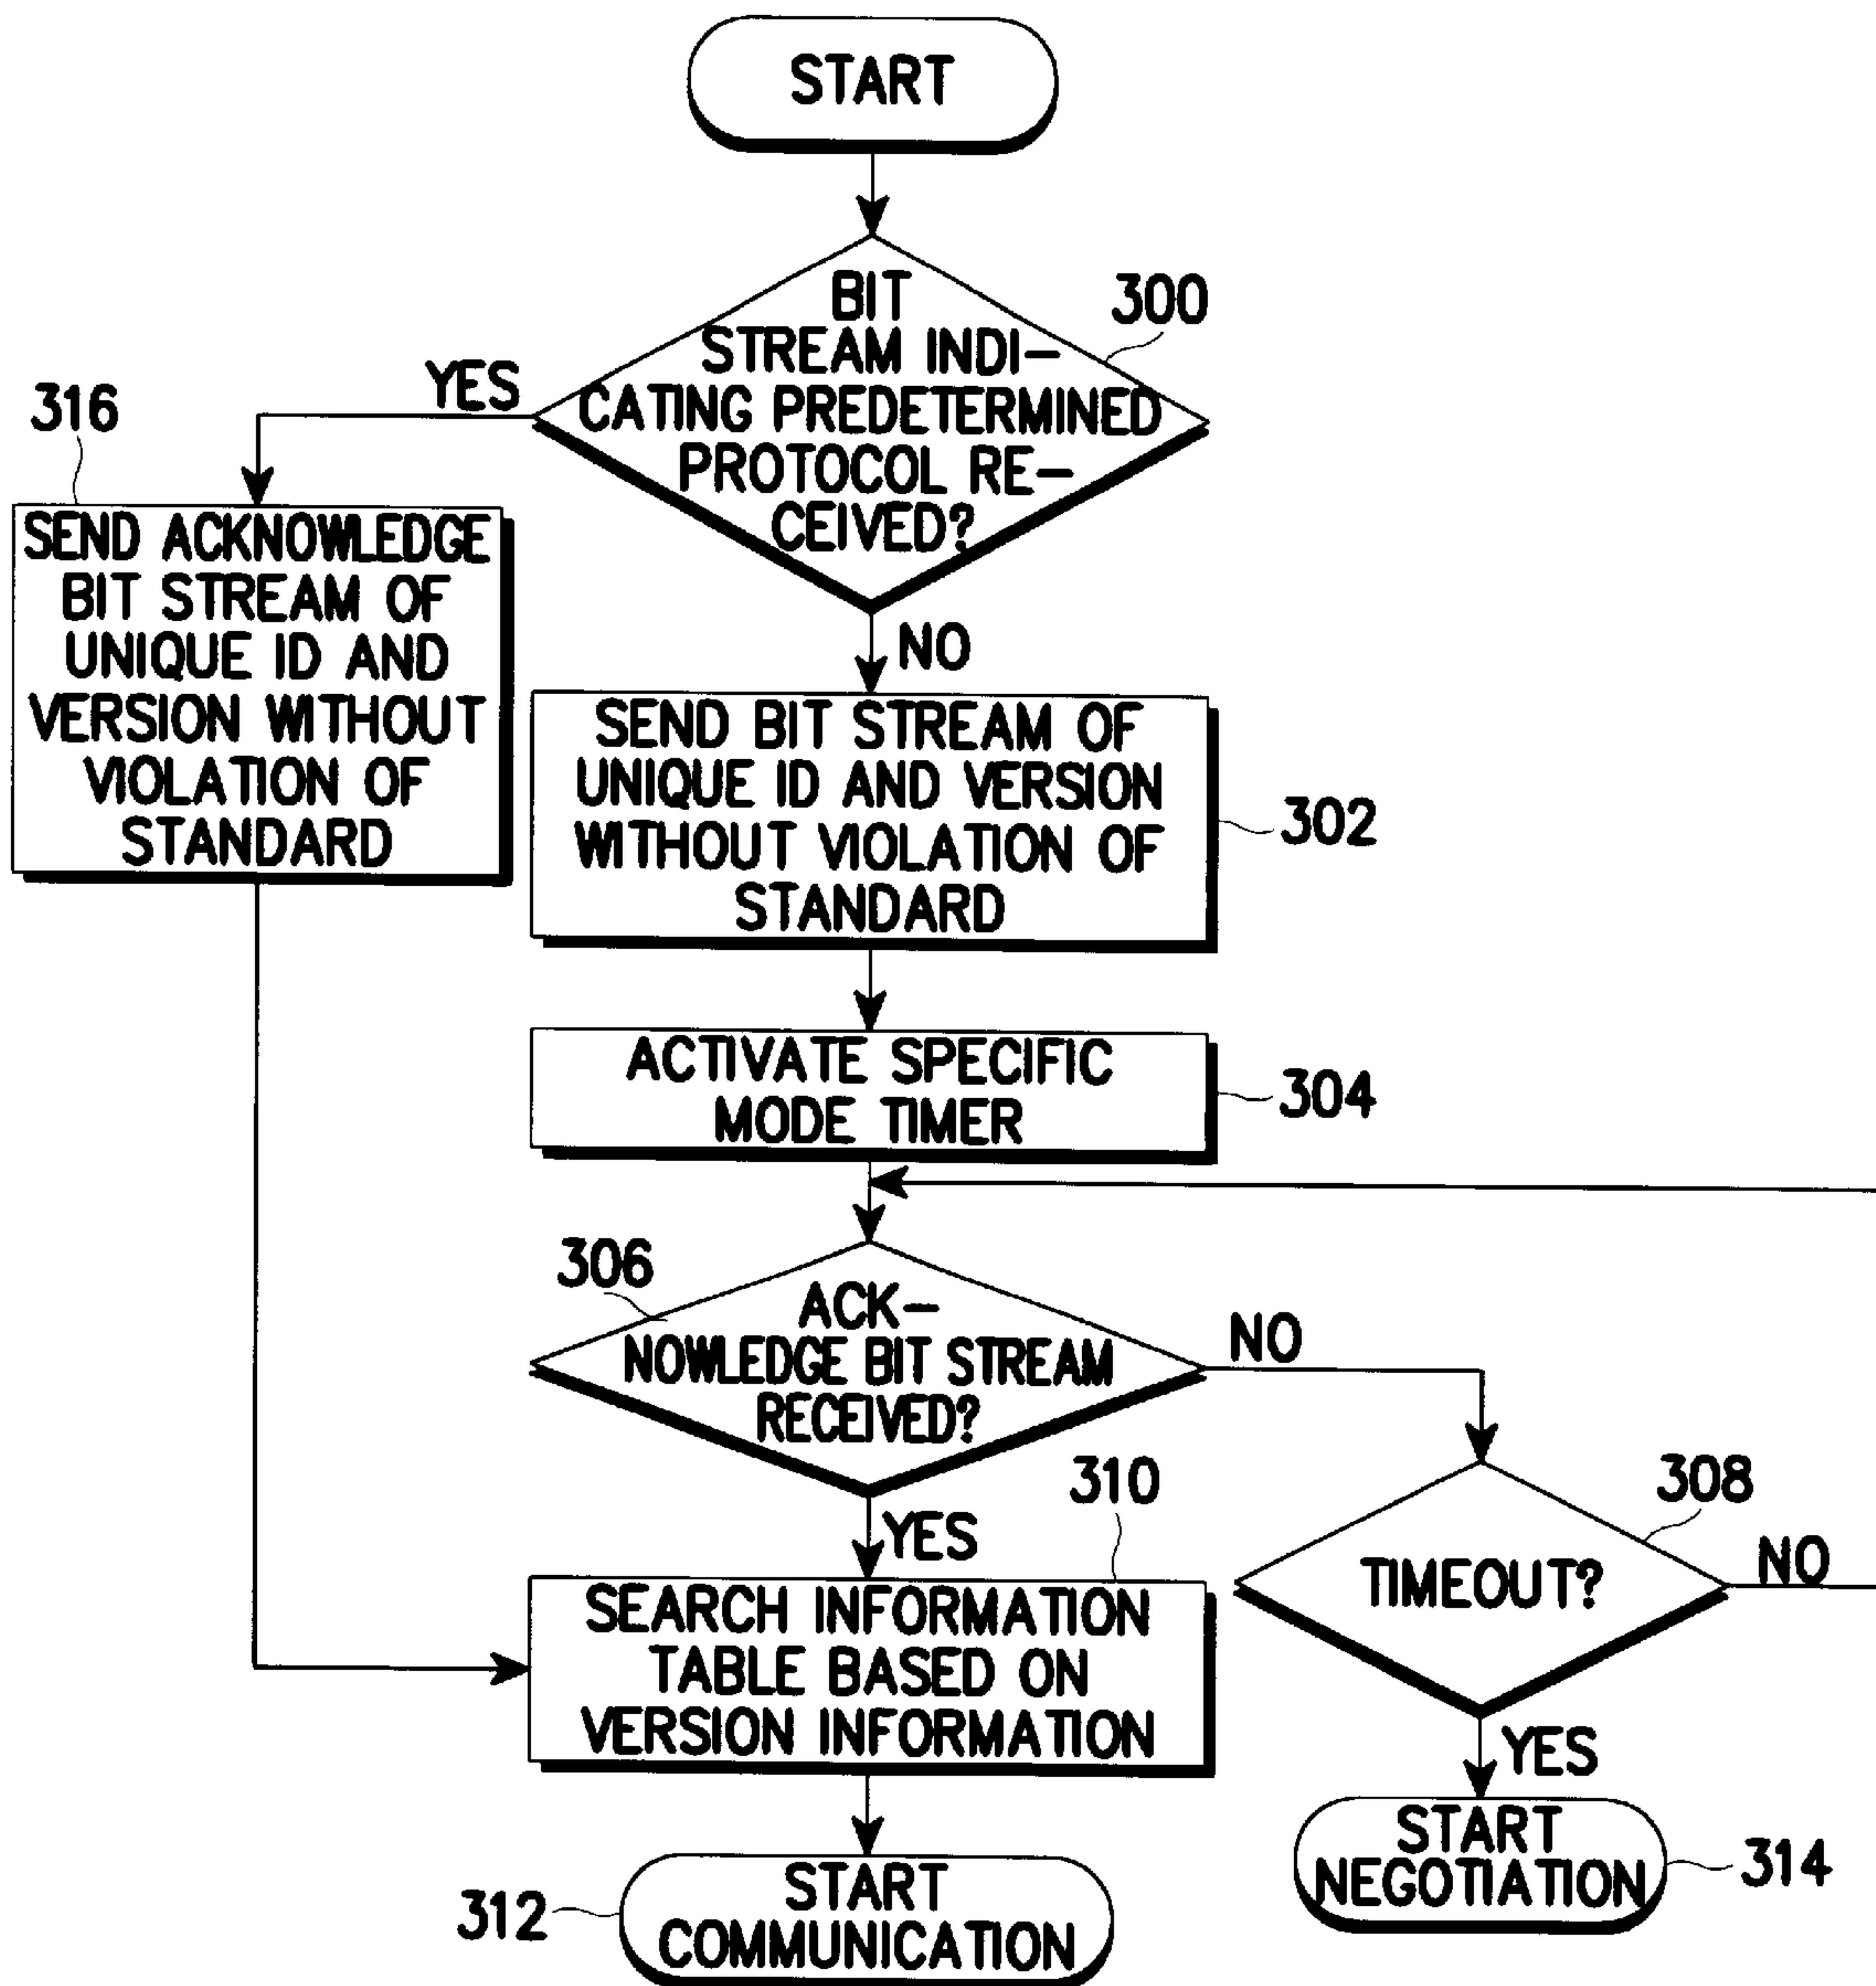 START
BIT
STREAM INDI-
CATING PREDETERMINED
PROTOCOL RE-
CEIVED?
300
YES
316
SEND ACKNOWLEDGE
BIT STREAM OF
UNIQUE ID AND
VERSION WITHOUT
VIOLATION OF
STANDARD
NO
SEND BIT STREAM OF
UNIQUE ID AND VERSION
WITHOUT VIOLATION OF
STANDARD
302
ACTIVATE SPECIFIC
MODE TIMER
304
306
ACK-
NOWLEDGE BIT STREAM
RECEIVED?
NO
YES
310
308
TIMEOUT?
NO
SEARCH INFORMATION
TABLE BASED ON
VERSION INFORMATION
YES
START
NEGOTIATION
314
312
START
COMMUNICATION